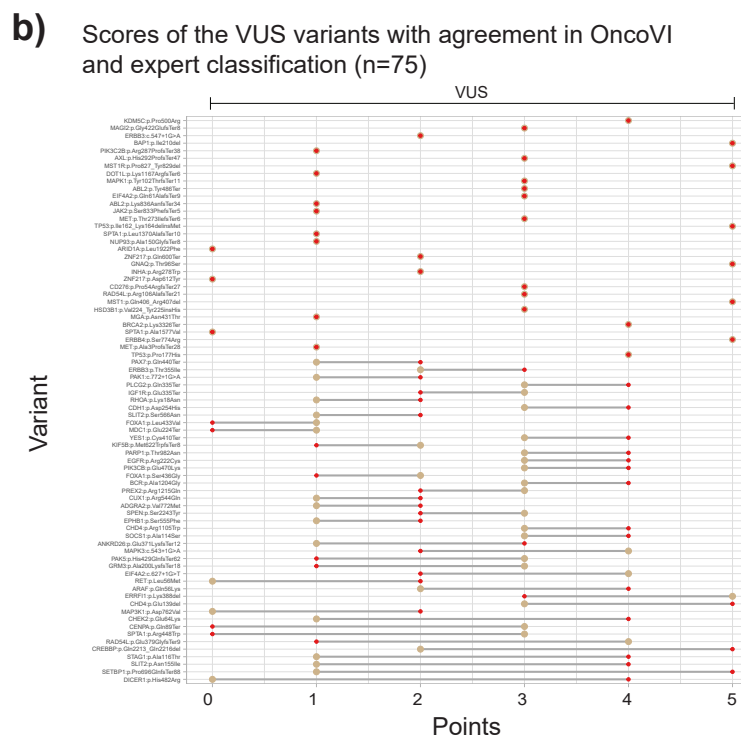 b)
Scores of the VUS variants with agreement in OncoVI
and expert classification (n=75)
VUS
Variant
KDM5C:p.Pro500Arg
MAGI2:p.Gly422GlufsTer8
ERBB3:c.547+1G>A
BAP1:p.Ile210del
PIK3C2B:p.Arg287ProfsTer38
AXL:p.His292ProfsTer47
MST1R:p.Pro827_Tyr829del
DOT1L:p.Lys1167ArgfsTer6
MAPK1:p.Tyr102ThrfsTer11
ABL2:p.Tyr486Ter
EIF4A2:p.Gln61AlafsTer9
ABL2:p.Lys836AsnfsTer34
JAK2:p.Ser833PhefsTer5
MET:p.Thr273IlefsTer6
TP53:p.Ile162_Lys164delinsMet
SPTA1:p.Leu1370AlafsTer10
NUP93:p.Ala150GlyfsTer8
ARID1A:p.Leu1922Phe
ZNF217:p.Gln600Ter
GNAQ:p.Thr96Ser
INHA:p.Arg278Trp
ZNF217:p.Asp612Tyr
CD276:p.Pro54ArgfsTer27
RAD54L:p.Arg106AlafsTer21
MST1:p.Gln406_Arg407del
HSD3B1:p.Val224_Tyr225insHis
MGA:p.Asn431Thr
BRCA2:p.Lys3326Ter
SPTA1:p.Ala1577Val
ERBB4:p.Ser774Arg
MET:p.Ala3ProfsTer28
TP53:p.Pro177His
PAX7:p.Gln440Ter
ERBB3:p.Thr355Ile
PAK1:c.772+1G>A
PLCG2:p.Gln335Ter
IGF1R:p.Glu335Ter
RHOA:p.Lys18Asn
CDH1:p.Asp254His
SLIT2:p.Ser566Asn
FOXA1:p.Leu433Val
MDC1:p.Glu224Ter
YES1:p.Cys410Ter
KIF5B:p.Met622TrpfsTer8
PARP1:p.Thr982Asn
EGFR:p.Arg222Cys
PIK3CB:p.Glu470Lys
FOXA1:p.Ser436Gly
BCR:p.Ala1204Gly
PREX2:p.Arg1215Gln
CUX1:p.Arg544Gln
ADGRA2:p.Val772Met
SPEN:p.Ser2243Tyr
EPHB1:p.Ser555Phe
CHD4:p.Arg1105Trp
SOCS1:p.Ala114Ser
ANKRD26:p.Glu371LysfsTer12
MAPK3:c.543+1G>A
PAK5:p.His429GlnfsTer62
GRM3:p.Ala200LysfsTer18
EIF4A2:c.627+1G>T
RET:p.Leu56Met
ARAF:p.Gln56Lys
ERRFI1:p.Lys388del
CHD4:p.Glu139del
MAP3K1:p.Asp762Val
CHEK2:p.Glu64Lys
CENPA:p.Gln89Ter
SPTA1:p.Arg448Trp
RAD54L:p.Glu379GlyfsTer9
CREBBP:p.Gln2213_Gln2216del
STAG1:p.Ala116Thr
SLIT2:p.Asn155Ile
SETBP1:p.Pro696GlnfsTer88
DICER1:p.His482Arg
0 1 2 3 4 5
Points